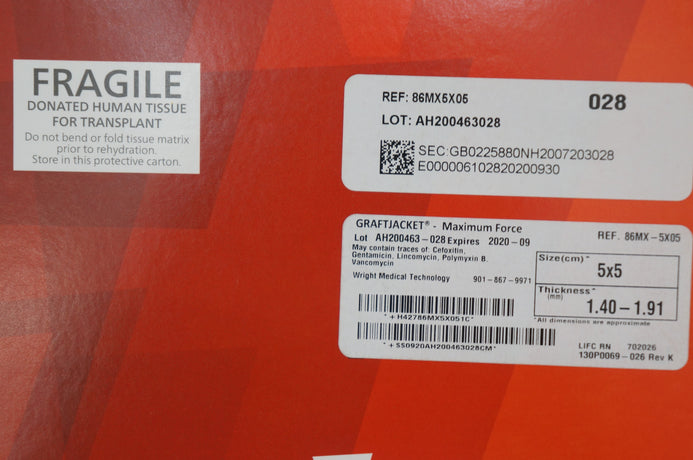 FRAGILE
DONATED HUMAN TISSUE
FOR TRANSPLANT
Do not bend or fold tissue matrix
prior to rehydration.
Store in this protective carton.
REF: 86MX5X05 028
LOT: AH200463028
SEC:GB0225880NH2007203028
E000006102820200930
GRAFTJACKET® - Maximum Force
REF. 86MX-5X05
Lot AH200463-028 Expires 2020-09
May contain traces of: Cefoxitin,
Gentamicin, Lincomycin, Polymyxin B,
Vancomycin
Wright Medical Technology 901-867-9971
Size(cm)*
5x5
Thickness*
(mm)
1.40-1.91
*All dimensions are approximate
*+H42786MX5X051C*
*+SS0920AH200463028CM*
LIFC RN 702026
130P0069-026 Rev K